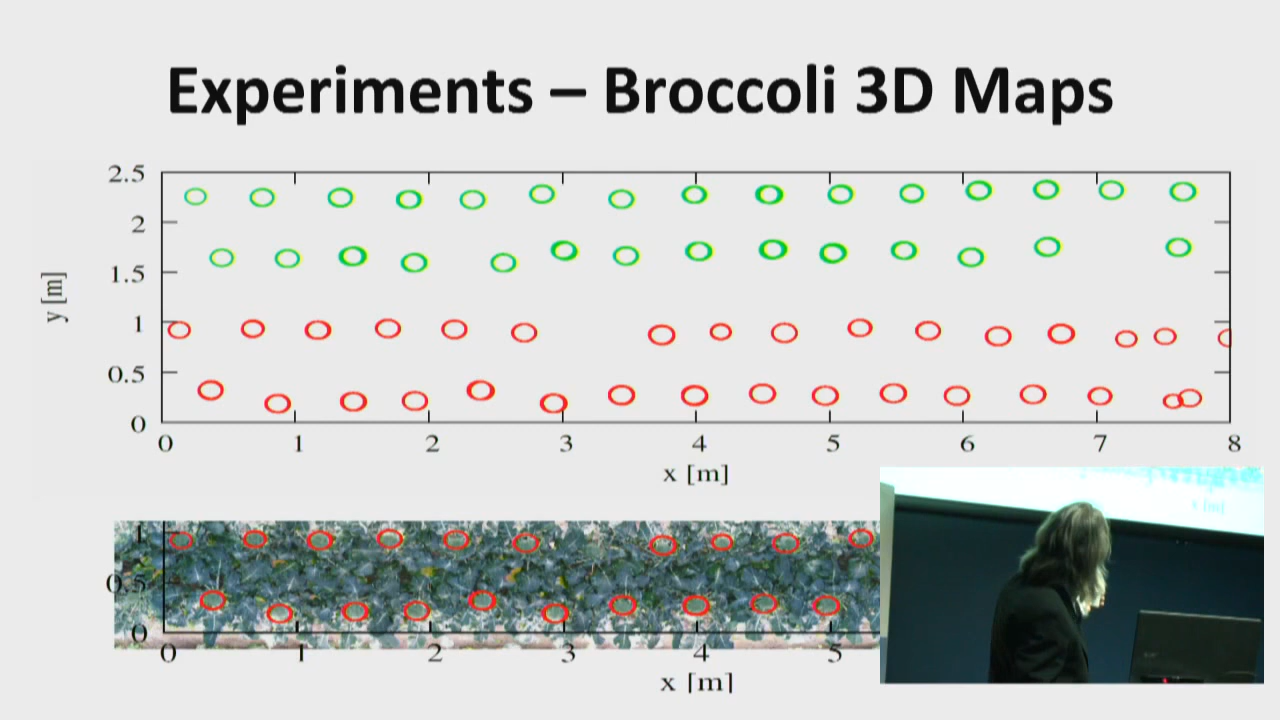 Experiments – Broccoli 3D Maps
2.5
2
1.5
1
0.5
0
y [m]
0 1 2 3 4 5 6 7 8
x [m]
1
0.5
0
0 1 2 3 4 5
x [m]